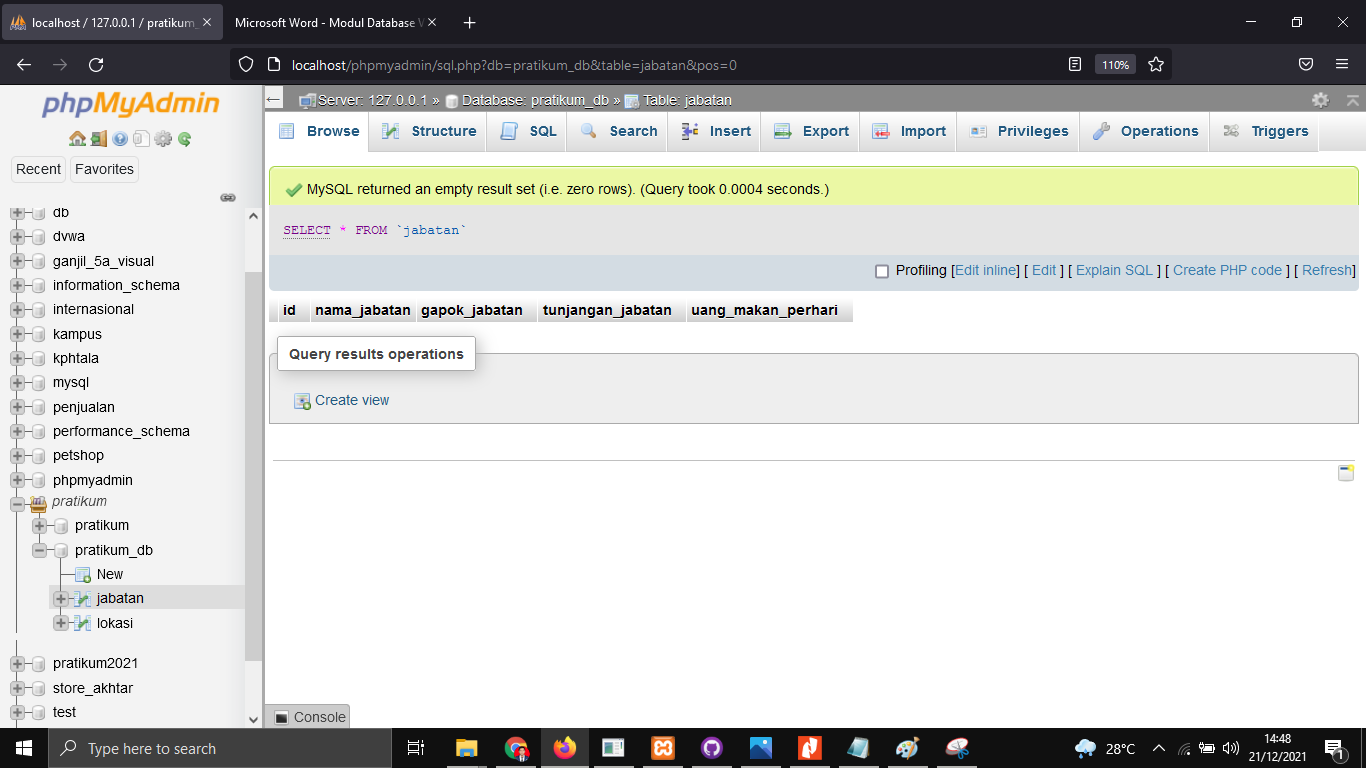 localhost / 127.0.0.1 / pratikum_
Microsoft Word - Modul Database V
localhost/phpmyadmin/sql.php?db=pratikum_db&table=jabatan&pos=0
110%
phpMyAdmin
Recent
Favorites
db
dvwa
ganjil_5a_visual
information_schema
internasional
kampus
kphtala
mysql
penjualan
performance_schema
petshop
phpmyadmin
pratikum
pratikum
pratikum_db
New
jabatan
lokasi
pratikum2021
store_akhtar
test
Server: 127.0.0.1 » Database: pratikum_db » Table: jabatan
Browse Structure SQL Search Insert Export Import Privileges Operations Triggers
MySQL returned an empty result set (i.e. zero rows). (Query took 0.0004 seconds.)
SELECT * FROM `jabatan`
Profiling [Edit inline] [ Edit ] [ Explain SQL ] [ Create PHP code ] [ Refresh]
id nama_jabatan gapok_jabatan tunjangan_jabatan uang_makan_perhari
Query results operations
Create view
Console
Type here to search
28°C
14:48
21/12/2021
1